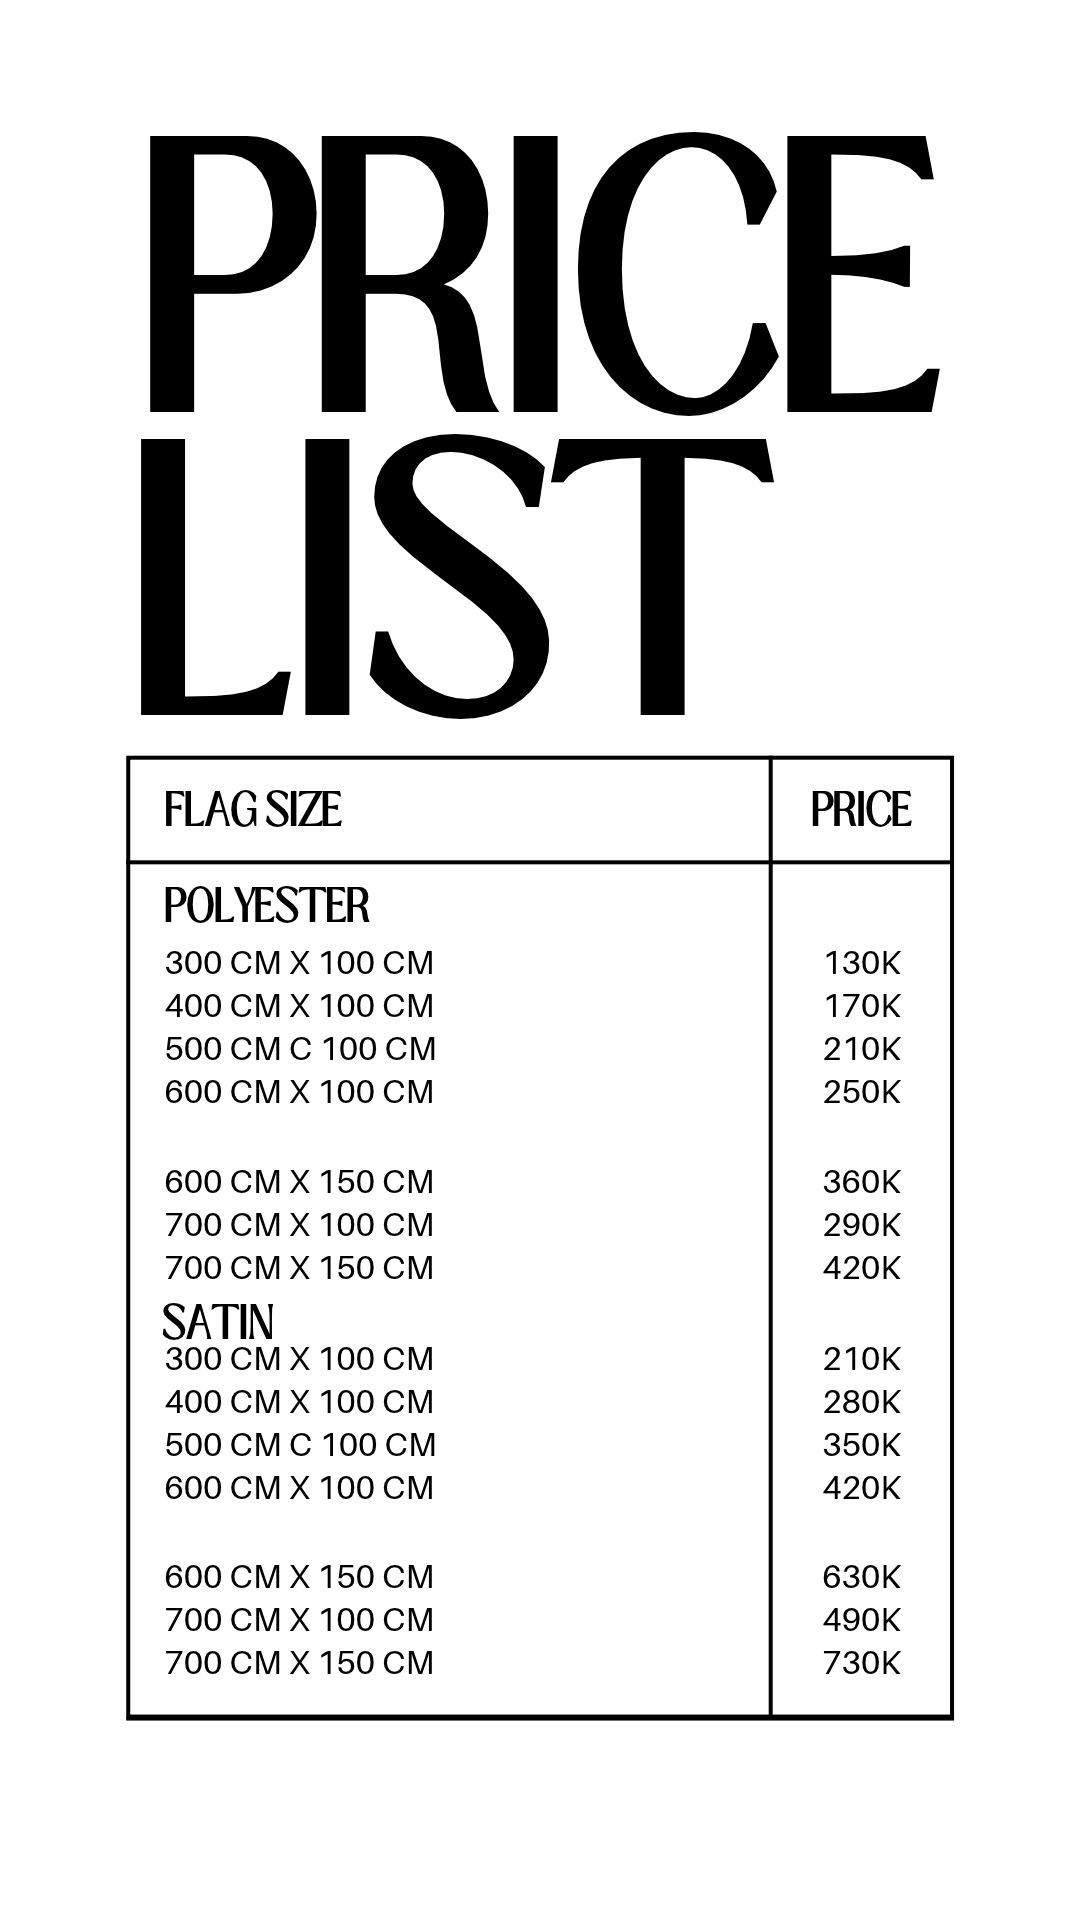 PRICE
LIST
FLAG SIZE PRICE
POLYESTER
300 CM X 100 CM 130K
400 CM X 100 CM 170K
500 CM C 100 CM 210K
600 CM X 100 CM 250K
600 CM X 150 CM 360K
700 CM X 100 CM 290K
700 CM X 150 CM 420K
SATIN
300 CM X 100 CM 210K
400 CM X 100 CM 280K
500 CM C 100 CM 350K
600 CM X 100 CM 420K
600 CM X 150 CM 630K
700 CM X 100 CM 490K
700 CM X 150 CM 730K